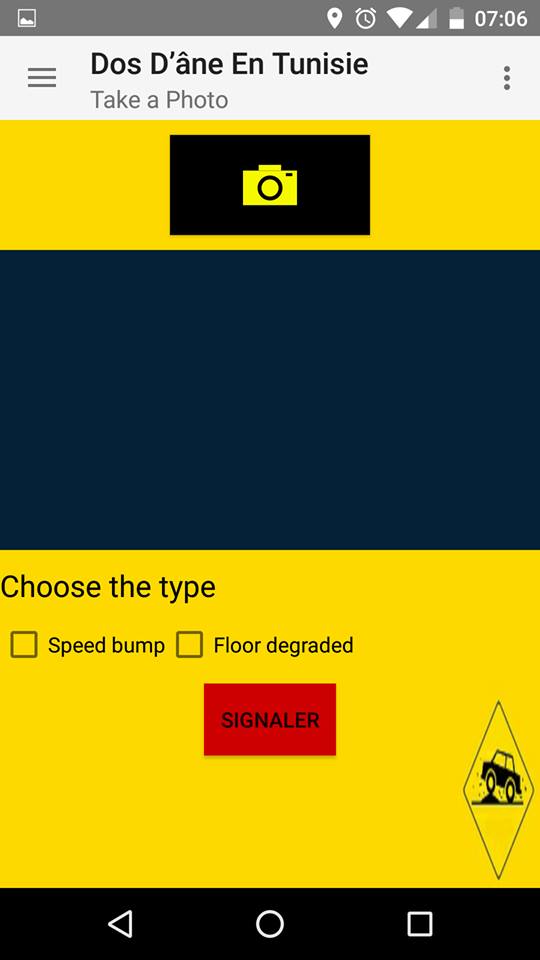 07:06
Dos D’âne En Tunisie
Take a Photo
Choose the type
Speed bump Floor degraded
SIGNALER